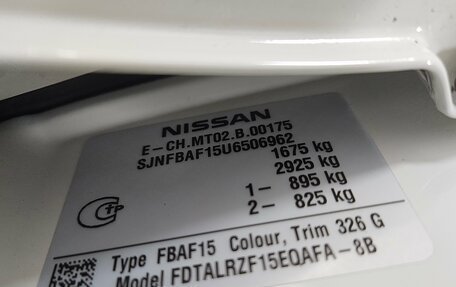 NISSAN
E-CH.MT02.B.00175
SJNFBAF15U6506962
1675 kg
2925 kg
1- 895 kg
2- 825 kg
Type FBAF15 Colour, Trim 326 G
Model FDTALRZF15EQAFA-8B